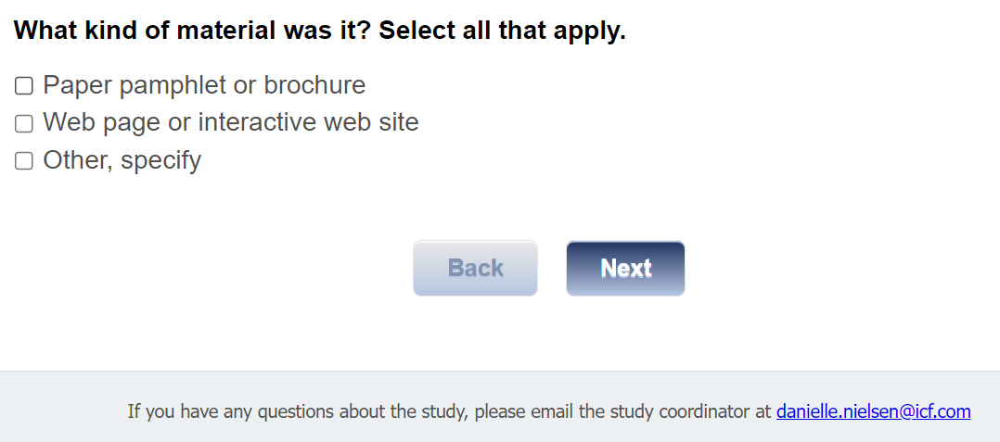 What kind of material was it? Select all that apply.
Paper pamphlet or brochure
Web page or interactive web site
Other, specify
Back
Next
If you have any questions about the study, please email the study coordinator at danielle.nielsen@icf.com